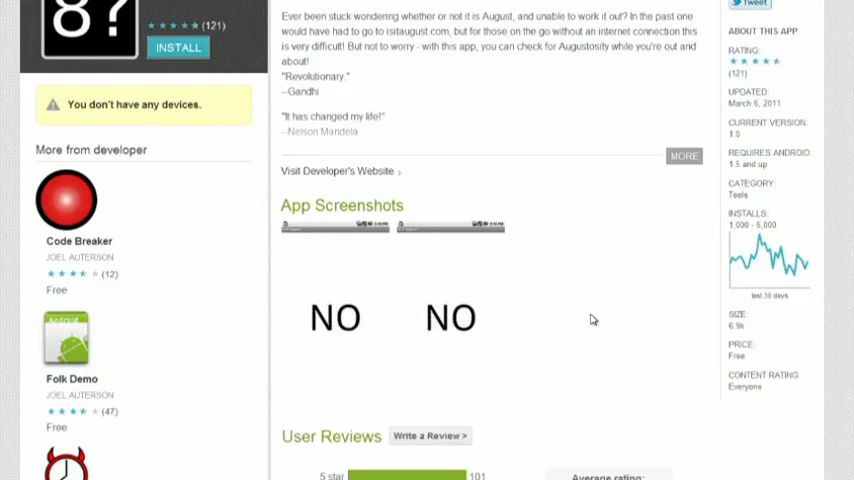 8?
(121)
INSTALL
You don't have any devices.
More from developer
Code Breaker
JOEL AUTERSON
(12)
Free
Android
Folk Demo
JOEL AUTERSON
(47)
Free
Ever been stuck wondering whether or not it is August, and unable to work it out? In the past one
would have had to go to isitaugust.com, but for those on the go without an internet connection this
is very difficult! But not to worry - with this app, you can check for Augustosity while you're out and
about!
"Revolutionary."
--Gandhi
"It has changed my life!"
--Nelson Mandela
MORE
Visit Developer's Website ›
App Screenshots
NO
NO
User Reviews
Write a Review >
5 star
101
Average rating:
Tweet
ABOUT THIS APP
RATING:
(121)
UPDATED:
March 6, 2011
CURRENT VERSION:
1.0
REQUIRES ANDROID:
1.5 and up
CATEGORY:
Tools
INSTALLS:
1,000 - 5,000
last 30 days
SIZE:
6.9k
PRICE:
Free
CONTENT RATING:
Everyone